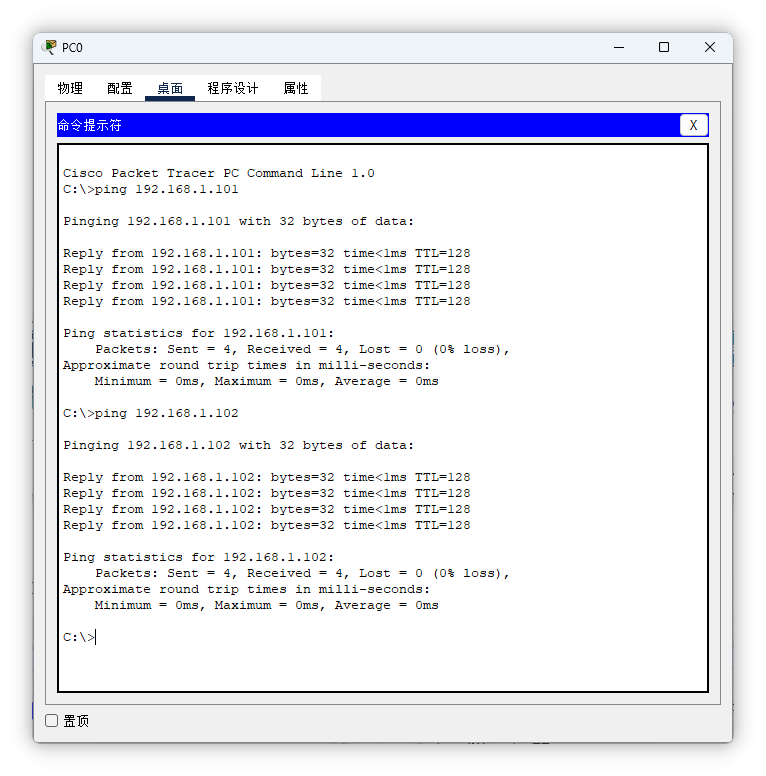 PC0
物理 配置 桌面 程序设计 属性
命令提示符 X
Cisco Packet Tracer PC Command Line 1.0
C:\>ping 192.168.1.101
Pinging 192.168.1.101 with 32 bytes of data:
Reply from 192.168.1.101: bytes=32 time<1ms TTL=128
Reply from 192.168.1.101: bytes=32 time<1ms TTL=128
Reply from 192.168.1.101: bytes=32 time<1ms TTL=128
Reply from 192.168.1.101: bytes=32 time<1ms TTL=128
Ping statistics for 192.168.1.101:
Packets: Sent = 4, Received = 4, Lost = 0 (0% loss),
Approximate round trip times in milli-seconds:
Minimum = 0ms, Maximum = 0ms, Average = 0ms
C:\>ping 192.168.1.102
Pinging 192.168.1.102 with 32 bytes of data:
Reply from 192.168.1.102: bytes=32 time<1ms TTL=128
Reply from 192.168.1.102: bytes=32 time<1ms TTL=128
Reply from 192.168.1.102: bytes=32 time<1ms TTL=128
Reply from 192.168.1.102: bytes=32 time<1ms TTL=128
Ping statistics for 192.168.1.102:
Packets: Sent = 4, Received = 4, Lost = 0 (0% loss),
Approximate round trip times in milli-seconds:
Minimum = 0ms, Maximum = 0ms, Average = 0ms
C:\>
置顶